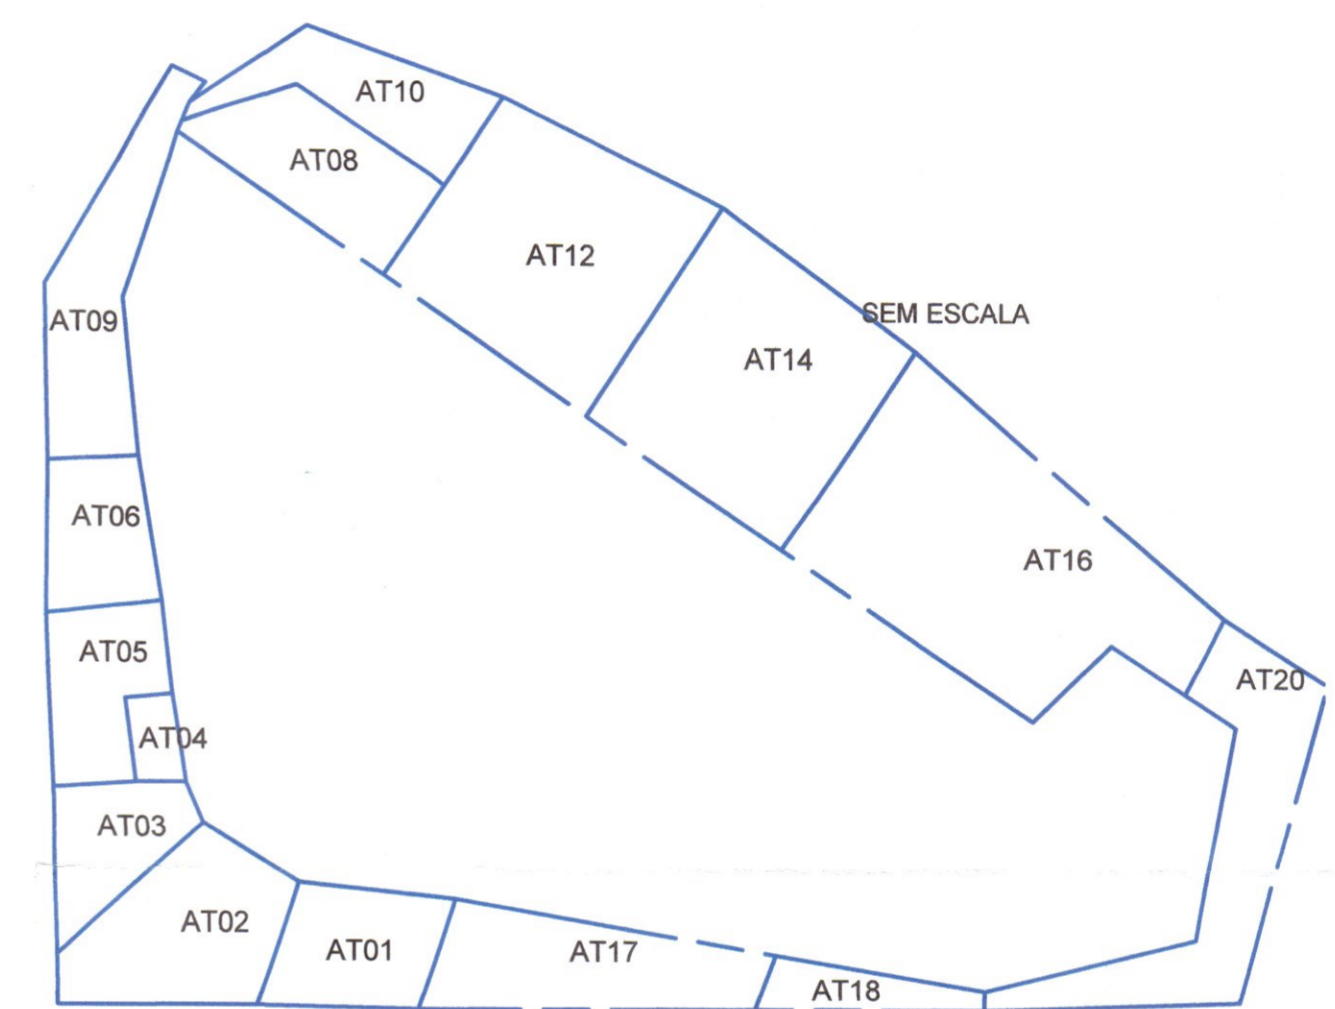 AT10
AT08
AT12
SEM ESCALA
AT09
AT14
AT06
AT16
AT05
AT20
AT04
AT03
AT02
AT01
AT17
AT18